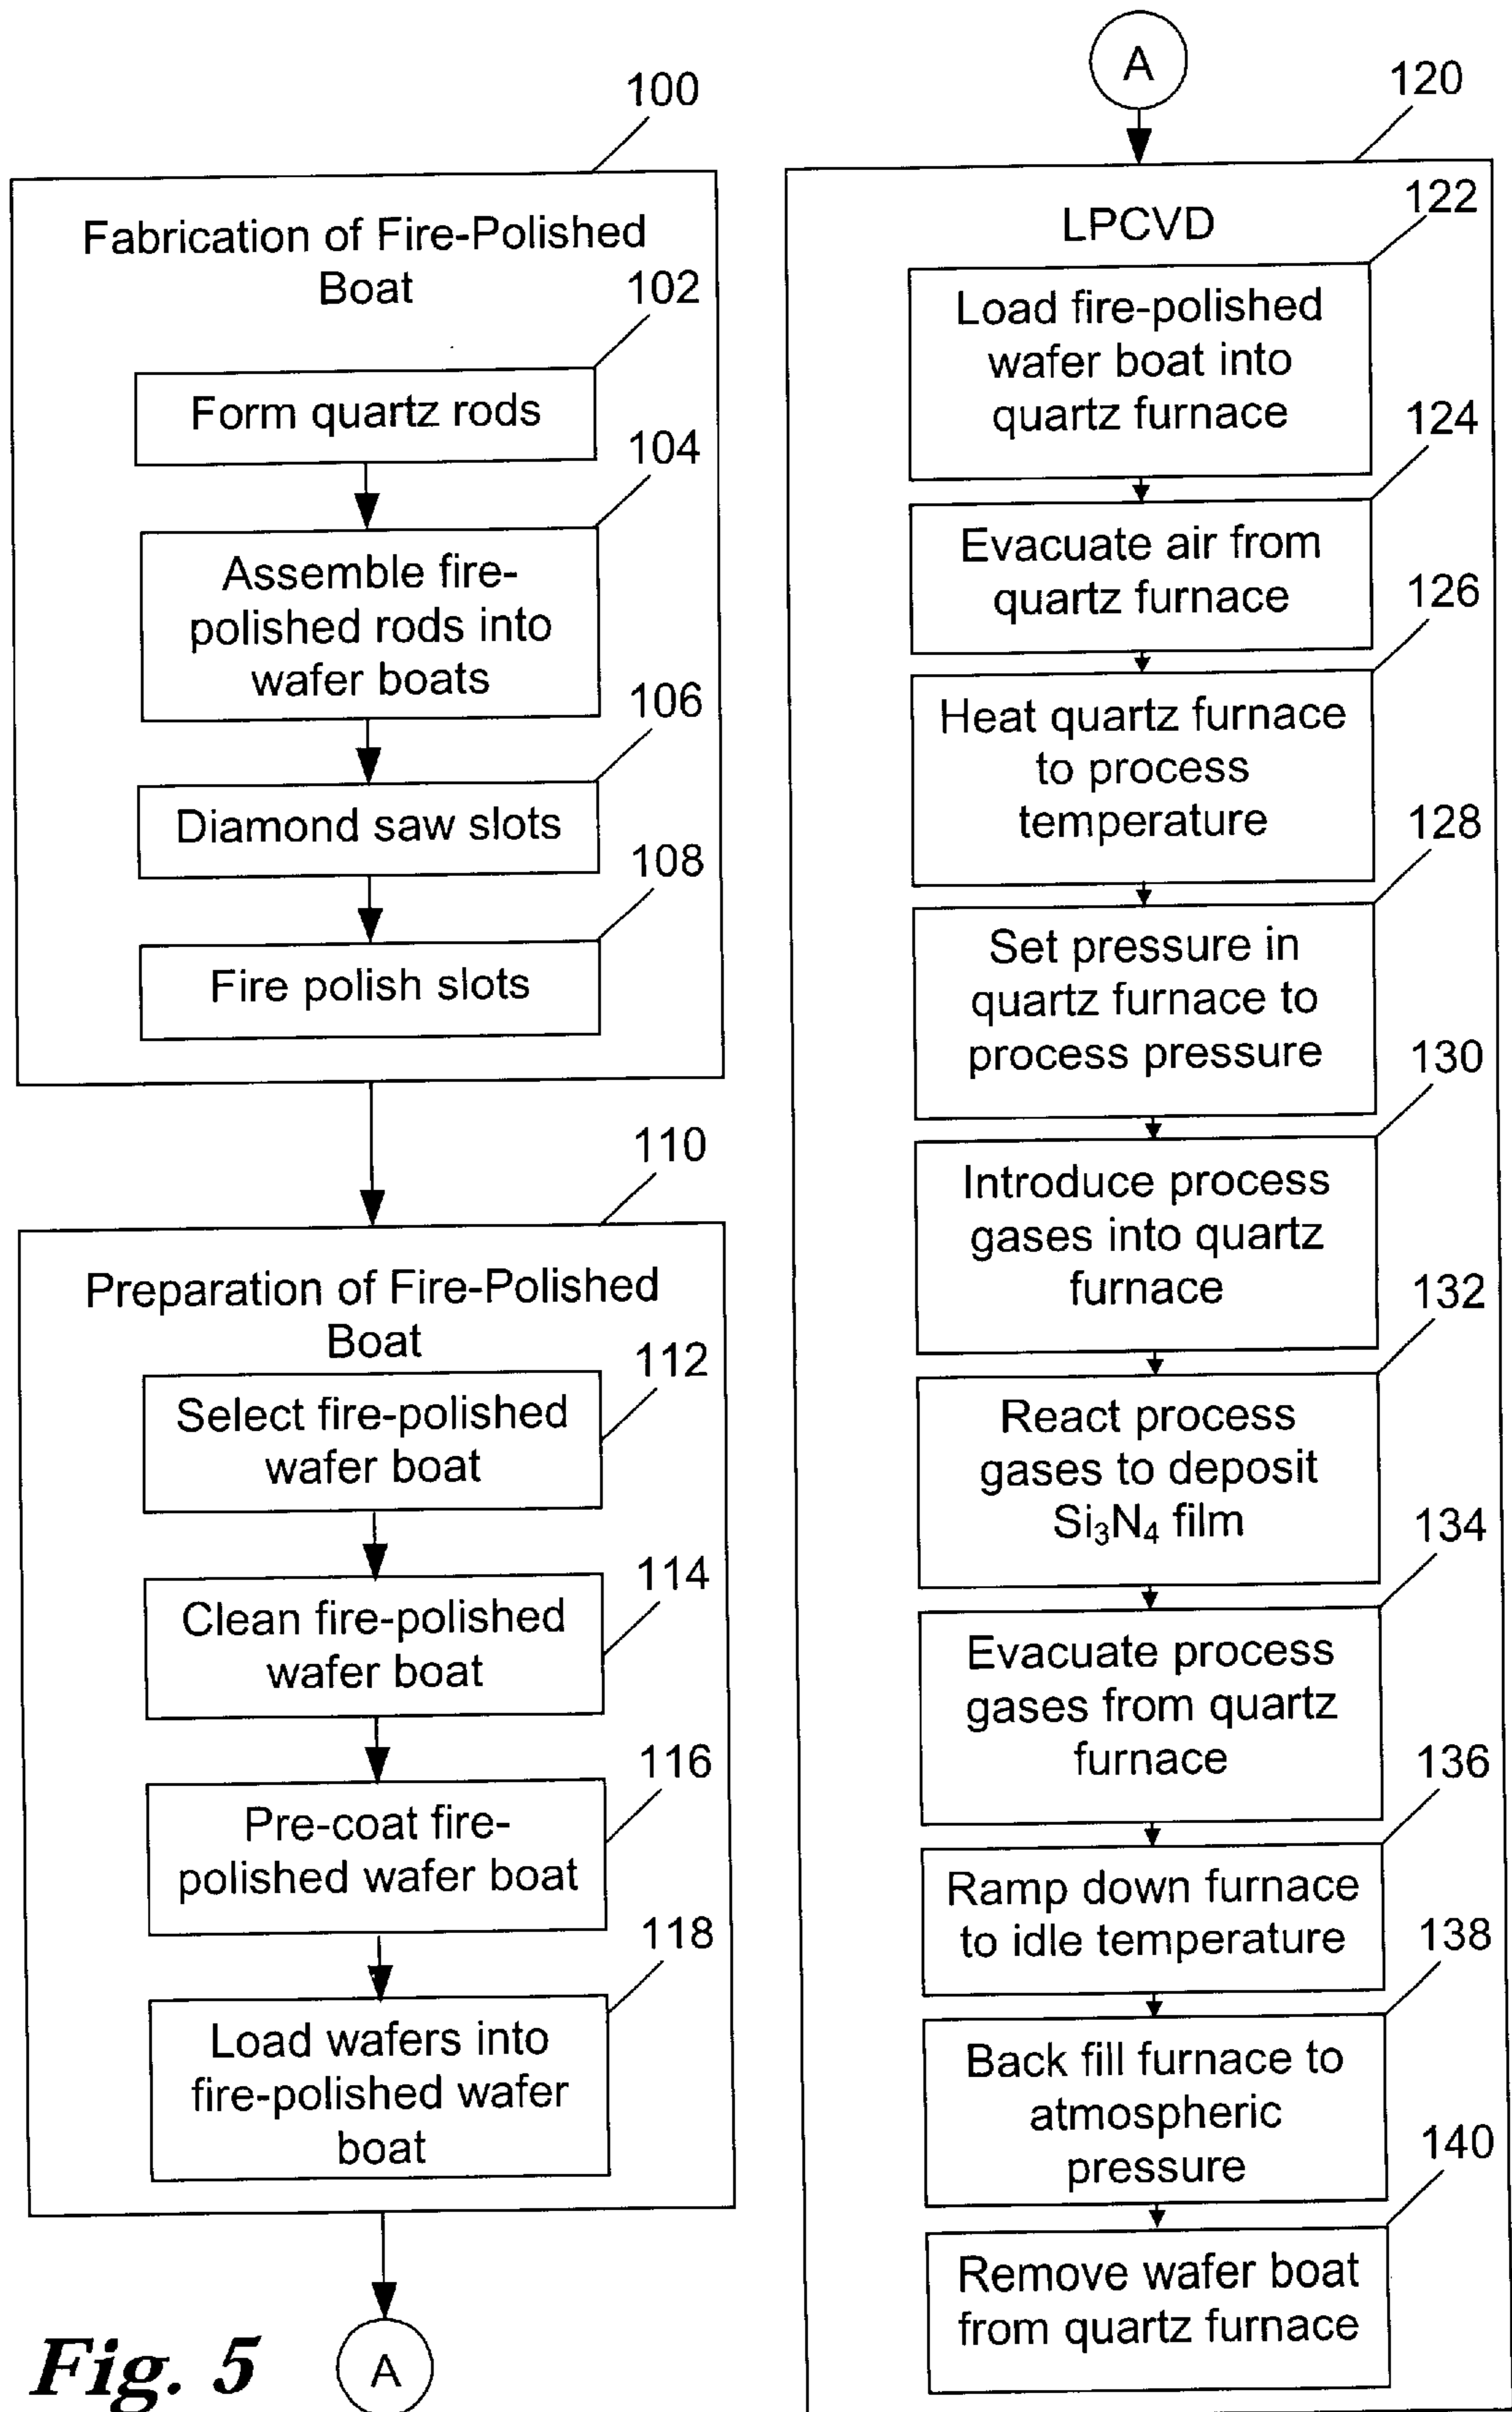 100
Fabrication of Fire-Polished
Boat
102
Form quartz rods
104
Assemble fire-
polished rods into
wafer boats
106
Diamond saw slots
108
Fire polish slots
110
Preparation of Fire-Polished
Boat
112
Select fire-polished
wafer boat
114
Clean fire-polished
wafer boat
116
Pre-coat fire-
polished wafer boat
118
Load wafers into
fire-polished wafer
boat
A
Fig. 5
A
120
LPCVD
122
Load fire-polished
wafer boat into
quartz furnace
124
Evacuate air from
quartz furnace
126
Heat quartz furnace
to process
temperature
128
Set pressure in
quartz furnace to
process pressure
130
Introduce process
gases into quartz
furnace
132
React process
gases to deposit
Si₃N₄ film
134
Evacuate process
gases from quartz
furnace
136
Ramp down furnace
to idle temperature
138
Back fill furnace to
atmospheric
pressure
140
Remove wafer boat
from quartz furnace